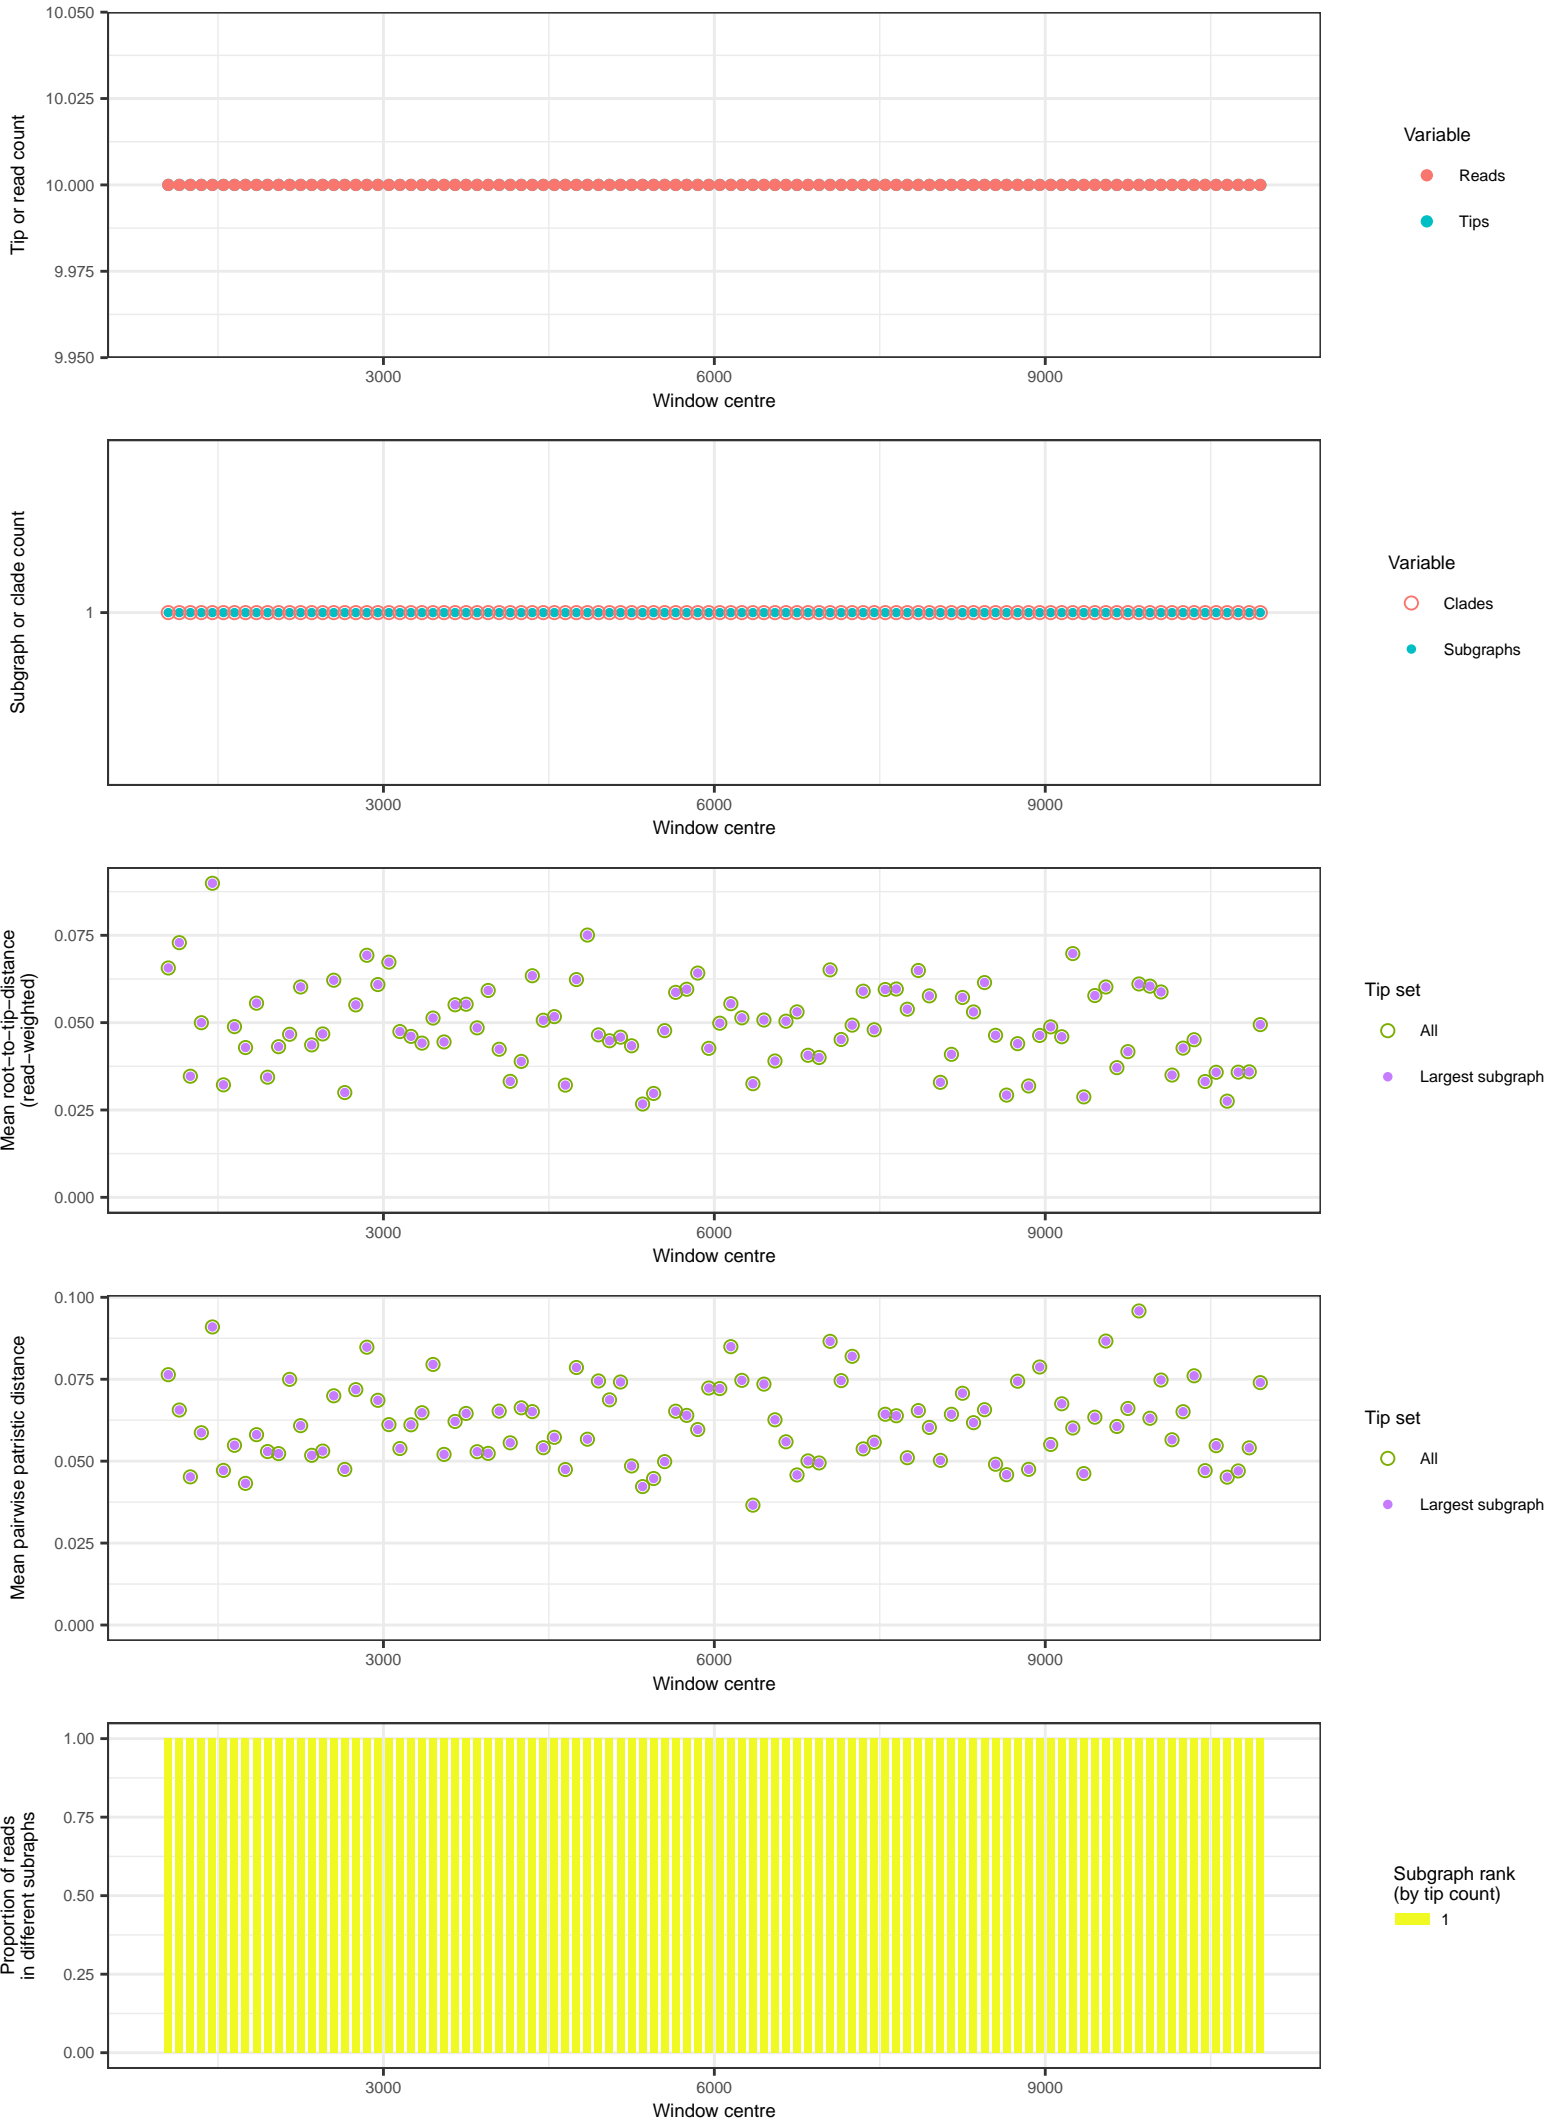 10.050
10.025
10.000
9.975
9.950
Tip or read count
3000 6000 9000
Window centre
Variable
Reads
Tips
1
Subgraph or clade count
3000 6000 9000
Window centre
Variable
Clades
Subgraphs
0.075
0.050
0.025
0.000
Mean root−to−tip−distance
(read−weighted)
3000 6000 9000
Window centre
Tip set
All
Largest subgraph
0.100
0.075
0.050
0.025
0.000
Mean pairwise patristic distance
3000 6000 9000
Window centre
Tip set
All
Largest subgraph
1.00
0.75
0.50
0.25
0.00
Proportion of reads
in different subraphs
3000 6000 9000
Window centre
Subgraph rank
(by tip count)
1